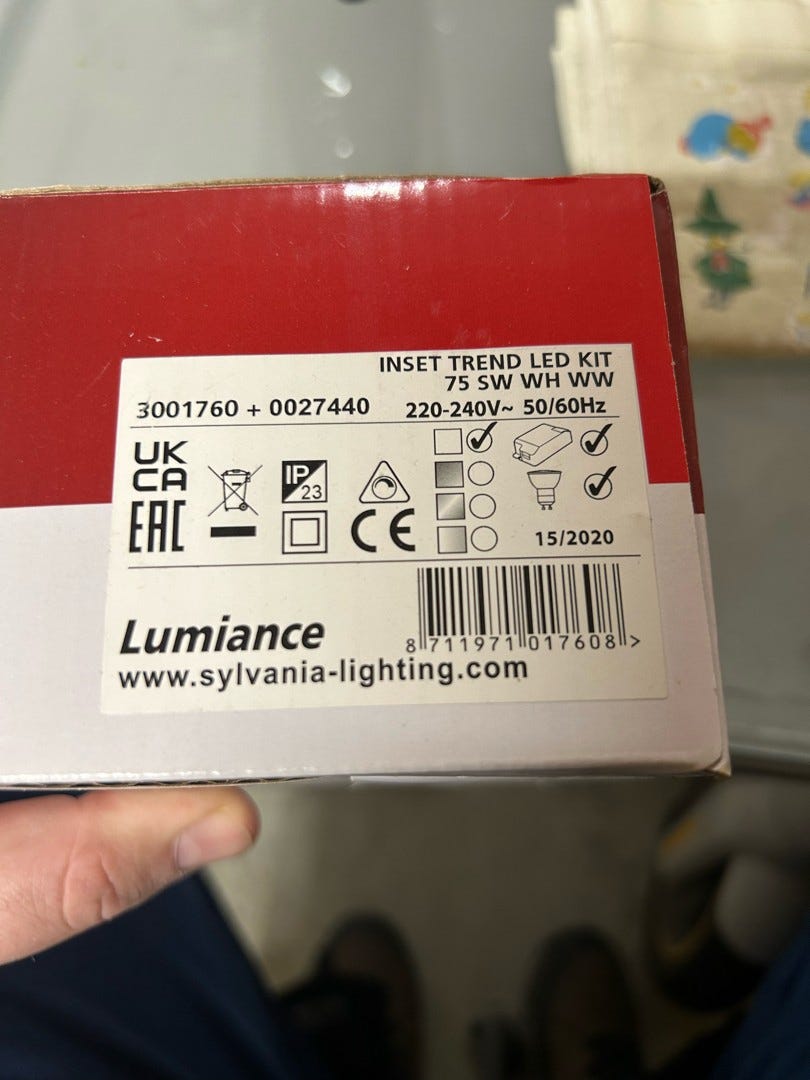 INSET TREND LED KIT
75 SW WH WW
3001760 + 0027440 220-240V~ 50/60Hz
UK
CA
IP
23
EAC
CE
15/2020
Lumiance
8 711971 017608 >
www.sylvania-lighting.com